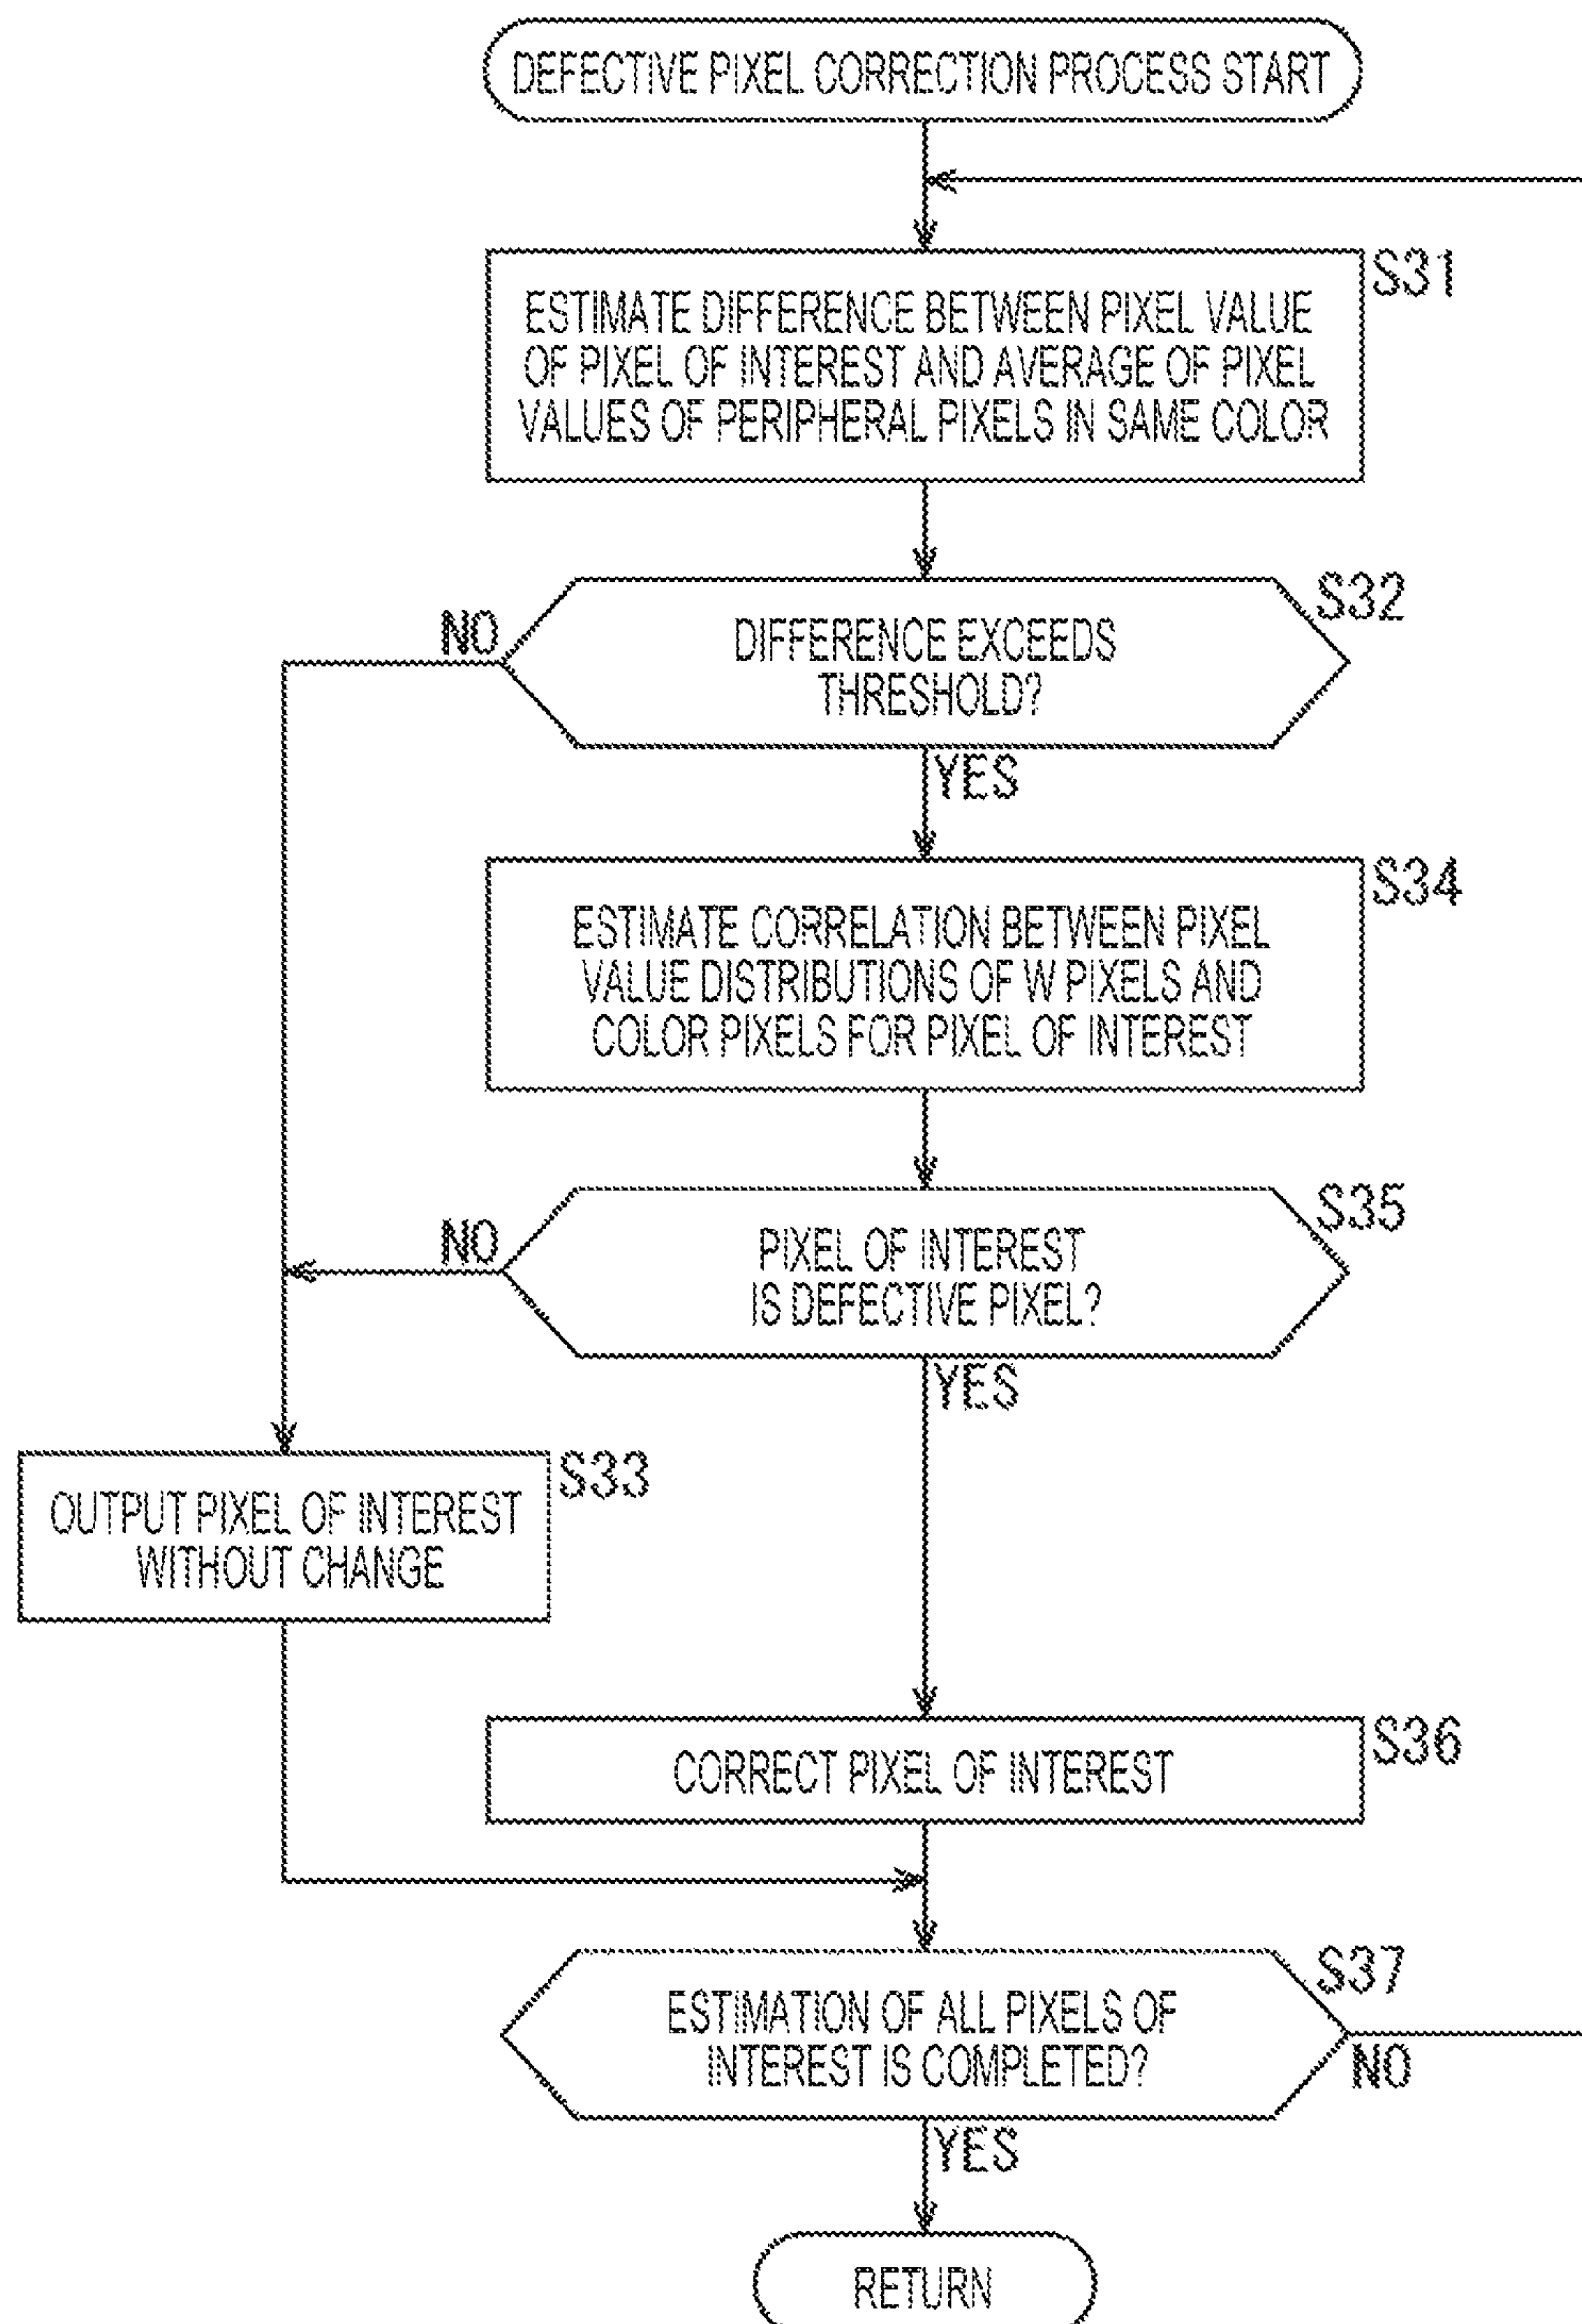 DEFECTIVE PIXEL CORRECTION PROCESS START
S31
ESTIMATE DIFFERENCE BETWEEN PIXEL VALUE
OF PIXEL OF INTEREST AND AVERAGE OF PIXEL
VALUES OF PERIPHERAL PIXELS IN SAME COLOR
S32
NO
DIFFERENCE EXCEEDS
THRESHOLD?
YES
S34
ESTIMATE CORRELATION BETWEEN PIXEL
VALUE DISTRIBUTIONS OF W PIXELS AND
COLOR PIXELS FOR PIXEL OF INTEREST
S35
NO
PIXEL OF INTEREST
IS DEFECTIVE PIXEL?
YES
S33
OUTPUT PIXEL OF INTEREST
WITHOUT CHANGE
S36
CORRECT PIXEL OF INTEREST
S37
ESTIMATION OF ALL PIXELS OF
INTEREST IS COMPLETED?
NO
YES
RETURN